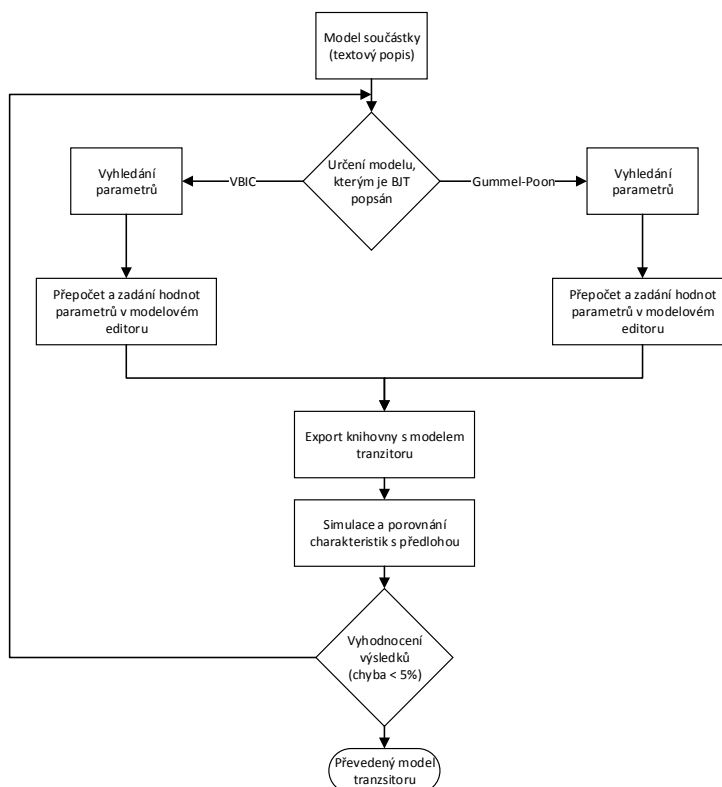 Model součástky
(textový popis)
Určení modelu,
kterým je BJT
popsán
VBIC
Gummel-Poon
Vyhledání
parametrů
Vyhledání
parametrů
Přepočet a zadání hodnot
parametrů v modelovém
editoru
Přepočet a zadání hodnot
parametrů v modelovém
editoru
Export knihovny s modelem
tranzitoru
Simulace a porovnání
charakteristik s předlohou
Vyhodnocení
výsledků
(chyba < 5%)
Převedený model
tranzsitoru